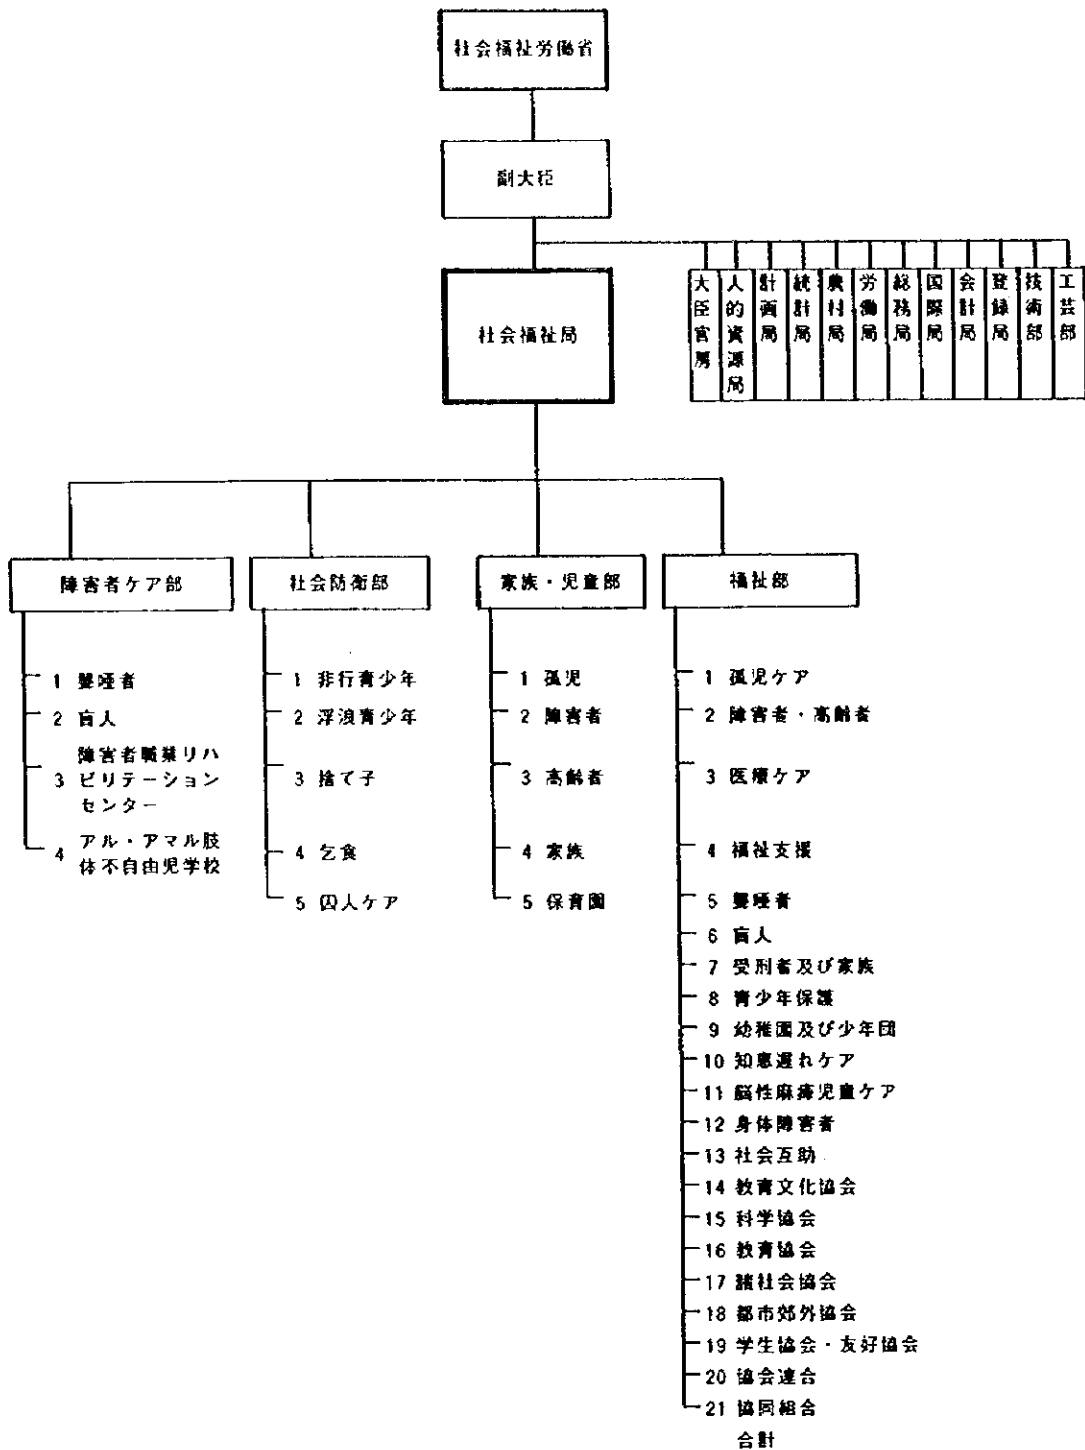 社会福祉労働省
副大臣
社会福祉局
大臣官房
人的資源局
計画局
統計局
農村局
労働局
総務局
国際局
会計局
登録局
技術部
工芸部
障害者ケア部
1 聾唖者
2 盲人
3 障害者職業リハ
ビリテーション
センター
4 アル・アマル肢
体不自由児学校
社会防衛部
1 非行青少年
2 浮浪青少年
3 捨て子
4 乞食
5 囚人ケア
家族・児童部
1 孤児
2 障害者
3 高齢者
4 家族
5 保育園
福祉部
1 孤児ケア
2 障害者・高齢者
3 医療ケア
4 福祉支援
5 聾唖者
6 盲人
7 受刑者及び家族
8 青少年保護
9 幼稚園及び少年団
10 知恵遅れケア
11 脳性麻痺児童ケア
12 身体障害者
13 社会互助
14 教育文化協会
15 科学協会
16 教育協会
17 諸社会協会
18 都市郊外協会
19 学生協会・友好協会
20 協会連合
21 協同組合
合計